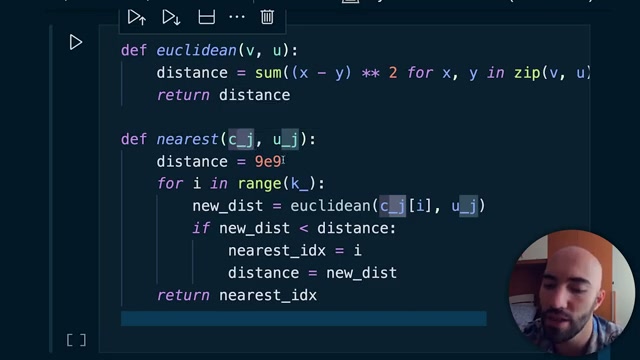 def euclidean(v, u):
distance = sum((x - y) ** 2 for x, y in zip(v, u)
return distance
def nearest(c_j, u_j):
distance = 9e9
for i in range(k_):
new_dist = euclidean(c_j[i], u_j)
if new_dist < distance:
nearest_idx = i
distance = new_dist
return nearest_idx
[ ]